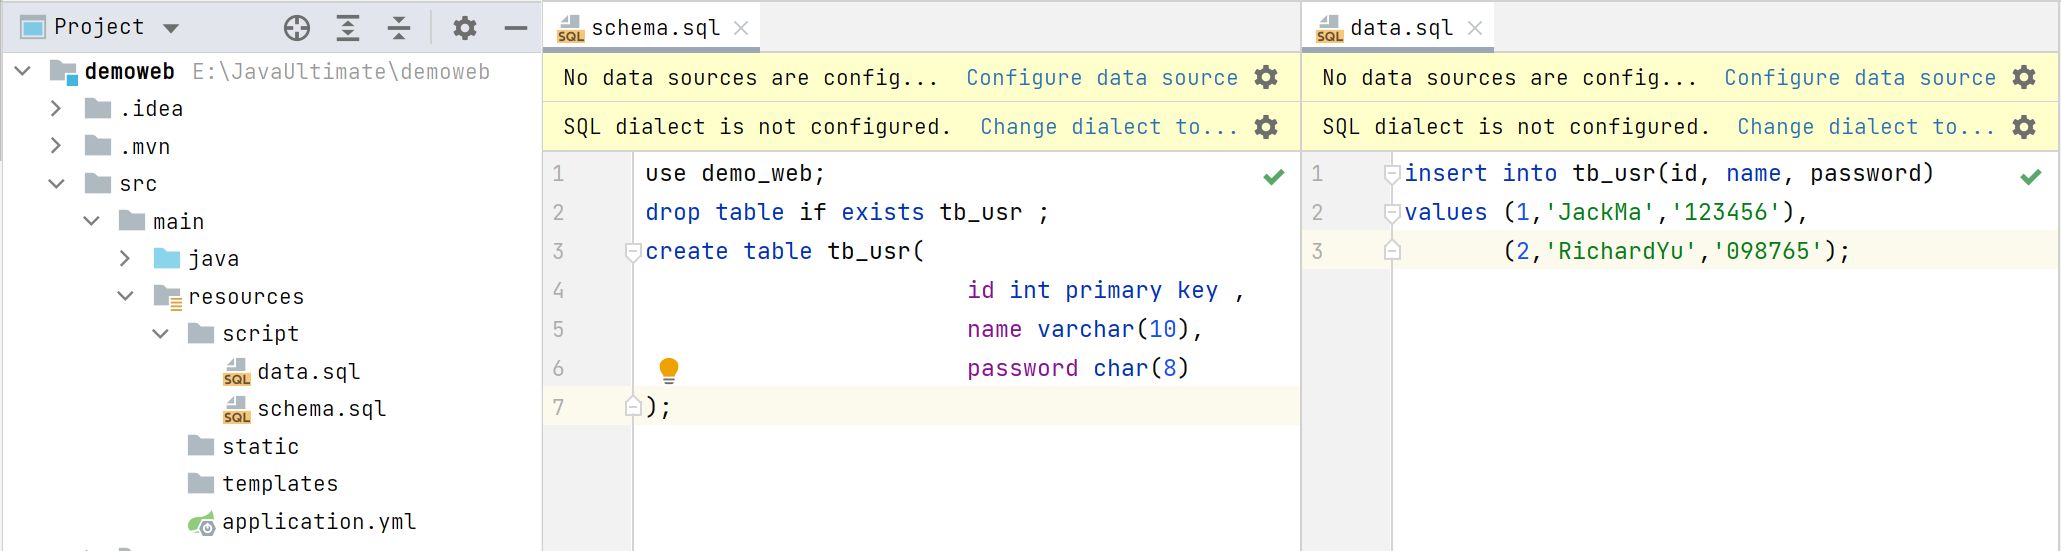 Project
demoweb E:\JavaUltimate\demoweb
.idea
.mvn
src
main
java
resources
script
SQL data.sql
SQL schema.sql
static
templates
application.yml
SQL schema.sql
No data sources are config... Configure data source
SQL dialect is not configured. Change dialect to...
1 use demo_web;
2 drop table if exists tb_usr ;
3 create table tb_usr(
4 id int primary key ,
5 name varchar(10),
6 password char(8)
7 );
SQL data.sql
No data sources are config... Configure data source
SQL dialect is not configured. Change dialect to...
1 insert into tb_usr(id, name, password)
2 values (1,'JackMa','123456'),
3 (2,'RichardYu','098765');